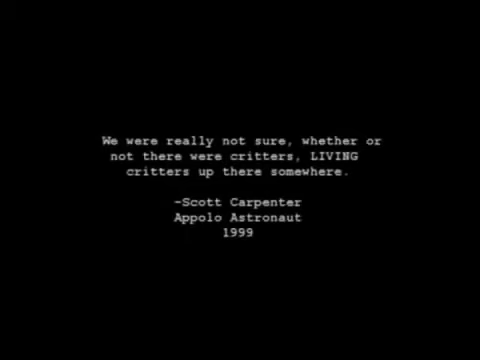 We were really not sure, whether or
not there were critters, LIVING
critters up there somewhere.
-Scott Carpenter
Appolo Astronaut
1999